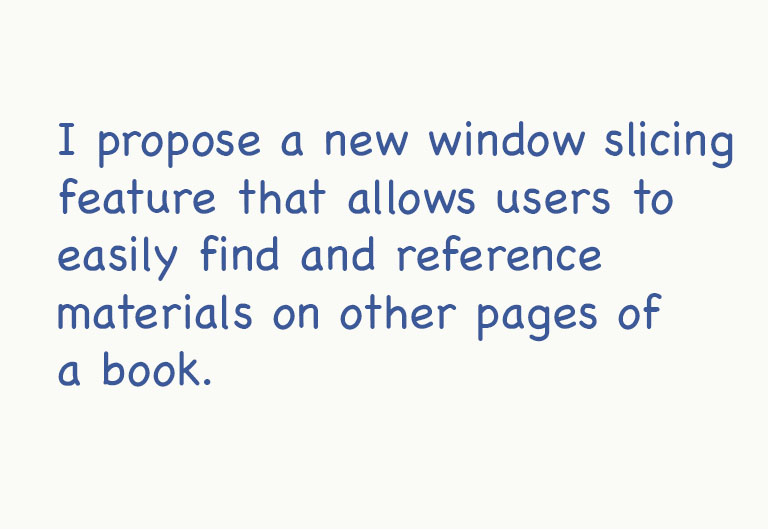 I propose a new window slicing
feature that allows users to
easily find and reference
materials on other pages of
a book.